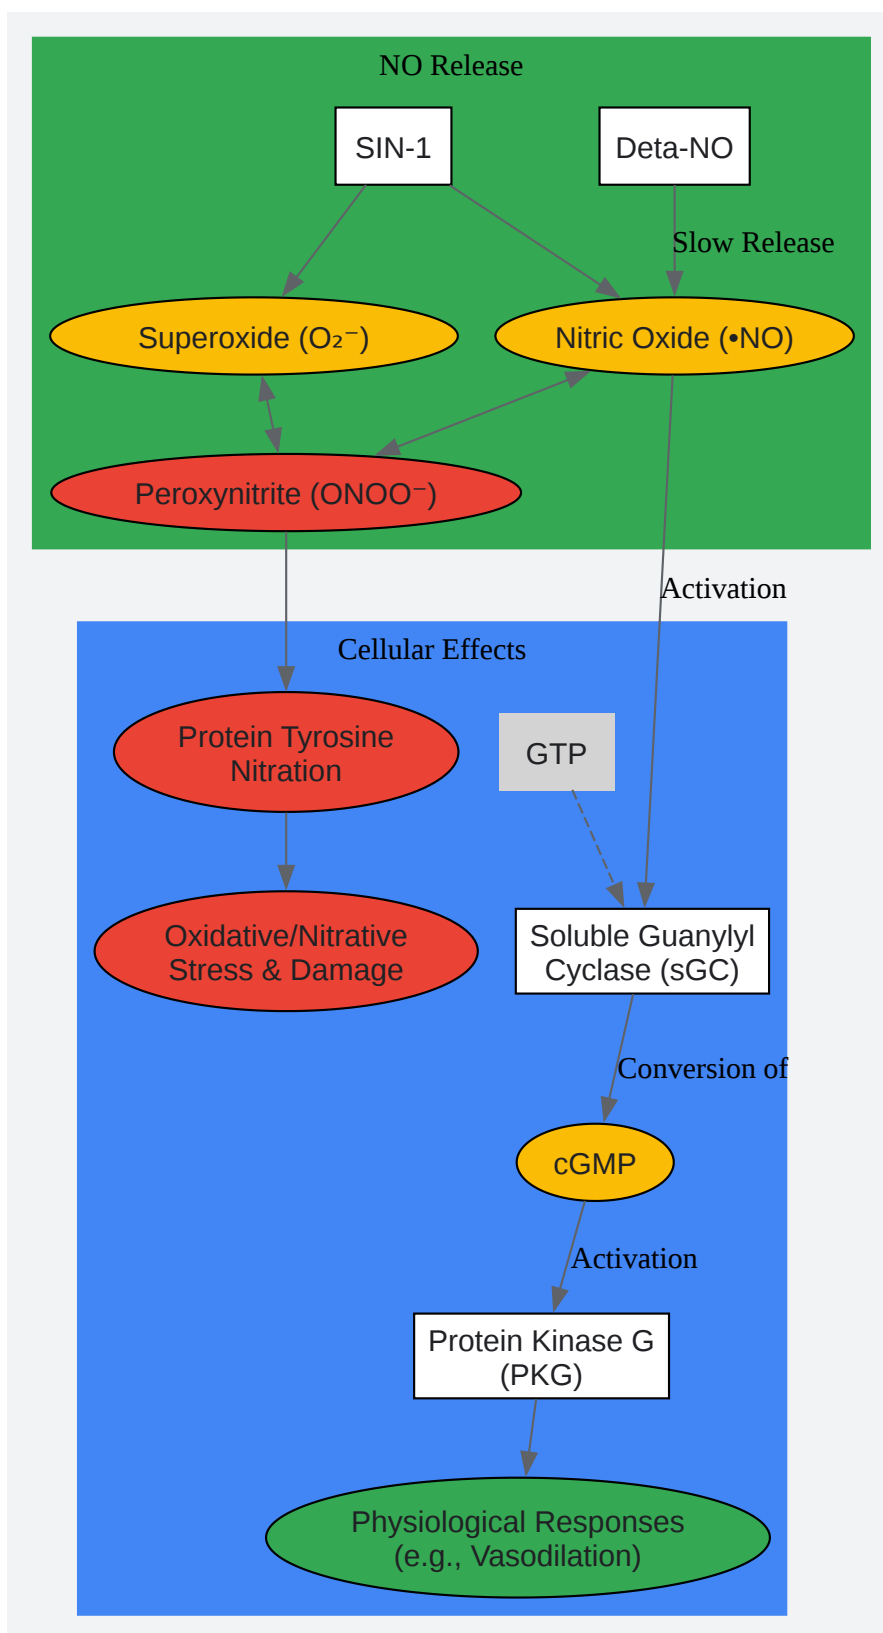 NO Release
SIN-1
Deta-NO
Slow Release
Superoxide (O₂⁻)
Nitric Oxide (•NO)
Peroxynitrite (ONOO⁻)
Activation
Cellular Effects
Protein Tyrosine
Nitration
GTP
Oxidative/Nitrative
Stress & Damage
Soluble Guanylyl
Cyclase (sGC)
Conversion of
cGMP
Activation
Protein Kinase G
(PKG)
Physiological Responses
(e.g., Vasodilation)